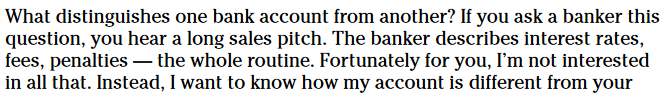 What distinguishes one bank account from another? If you ask a banker this
question, you hear a long sales pitch. The banker describes interest rates,
fees, penalties — the whole routine. Fortunately for you, I’m not interested
in all that. Instead, I want to know how my account is different from your